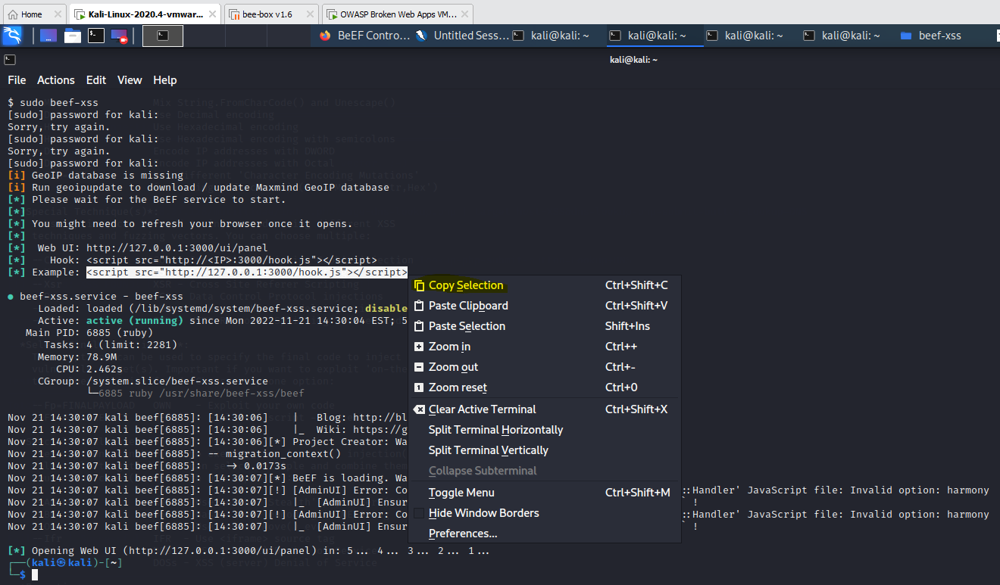 Home
Kali-Linux-2020.4-vmwar...
bee-box v1.6
OWASP Broken Web Apps VM...
BeEF Contro...
Untitled Sess...
kali@kali: ~
kali@kali: ~
kali@kali: ~
kali@kali: ~
beef-xss
kali@kali: ~
File Actions Edit View Help
$ sudo beef-xss
[sudo] password for kali:
Sorry, try again.
[sudo] password for kali:
Sorry, try again.
[sudo] password for kali:
[i] GeoIP database is missing
[i] Run geoipupdate to download / update Maxmind GeoIP database
[*] Please wait for the BeEF service to start.
[*]
[*] You might need to refresh your browser once it opens.
[*]
[*] Web UI: http://127.0.0.1:3000/ui/panel
[*] Hook: <script src="http://<IP>:3000/hook.js"></script>
[*] Example: <script src="http://127.0.0.1:3000/hook.js"></script>
● beef-xss.service - beef-xss
Loaded: loaded (/lib/systemd/system/beef-xss.service; disable
Active: active (running) since Mon 2022-11-21 14:30:04 EST; 5
Main PID: 6885 (ruby)
Tasks: 4 (limit: 2281)
Memory: 78.9M
CPU: 2.462s
CGroup: /system.slice/beef-xss.service
└─6885 ruby /usr/share/beef-xss/beef
Nov 21 14:30:07 kali beef[6885]: [14:30:06] | Blog: http://bl
Nov 21 14:30:07 kali beef[6885]: [14:30:06] |_ Wiki: https://g
Nov 21 14:30:07 kali beef[6885]: [14:30:06][*] Project Creator: Wa
Nov 21 14:30:07 kali beef[6885]: -- migration_context()
Nov 21 14:30:07 kali beef[6885]: -> 0.0173s
Nov 21 14:30:07 kali beef[6885]: [14:30:07][*] BeEF is loading. Wa
Nov 21 14:30:07 kali beef[6885]: [14:30:07][!] [AdminUI] Error: Co ::Handler' JavaScript file: Invalid option: harmony
Nov 21 14:30:07 kali beef[6885]: [14:30:07] |_ [AdminUI] Ensur ` !
Nov 21 14:30:07 kali beef[6885]: [14:30:07][!] [AdminUI] Error: Co ::Handler' JavaScript file: Invalid option: harmony
Nov 21 14:30:07 kali beef[6885]: [14:30:07] |_ [AdminUI] Ensur ` !
[*] Opening Web UI (http://127.0.0.1:3000/ui/panel) in: 5... 4... 3... 2... 1...
┌──(kali㉿kali)-[~]
└─$
Copy Selection Ctrl+Shift+C
Paste Clipboard Ctrl+Shift+V
Paste Selection Shift+Ins
Zoom in Ctrl++
Zoom out Ctrl+-
Zoom reset Ctrl+0
Clear Active Terminal Ctrl+Shift+X
Split Terminal Horizontally
Split Terminal Vertically
Collapse Subterminal
Toggle Menu Ctrl+Shift+M
Hide Window Borders
Preferences...